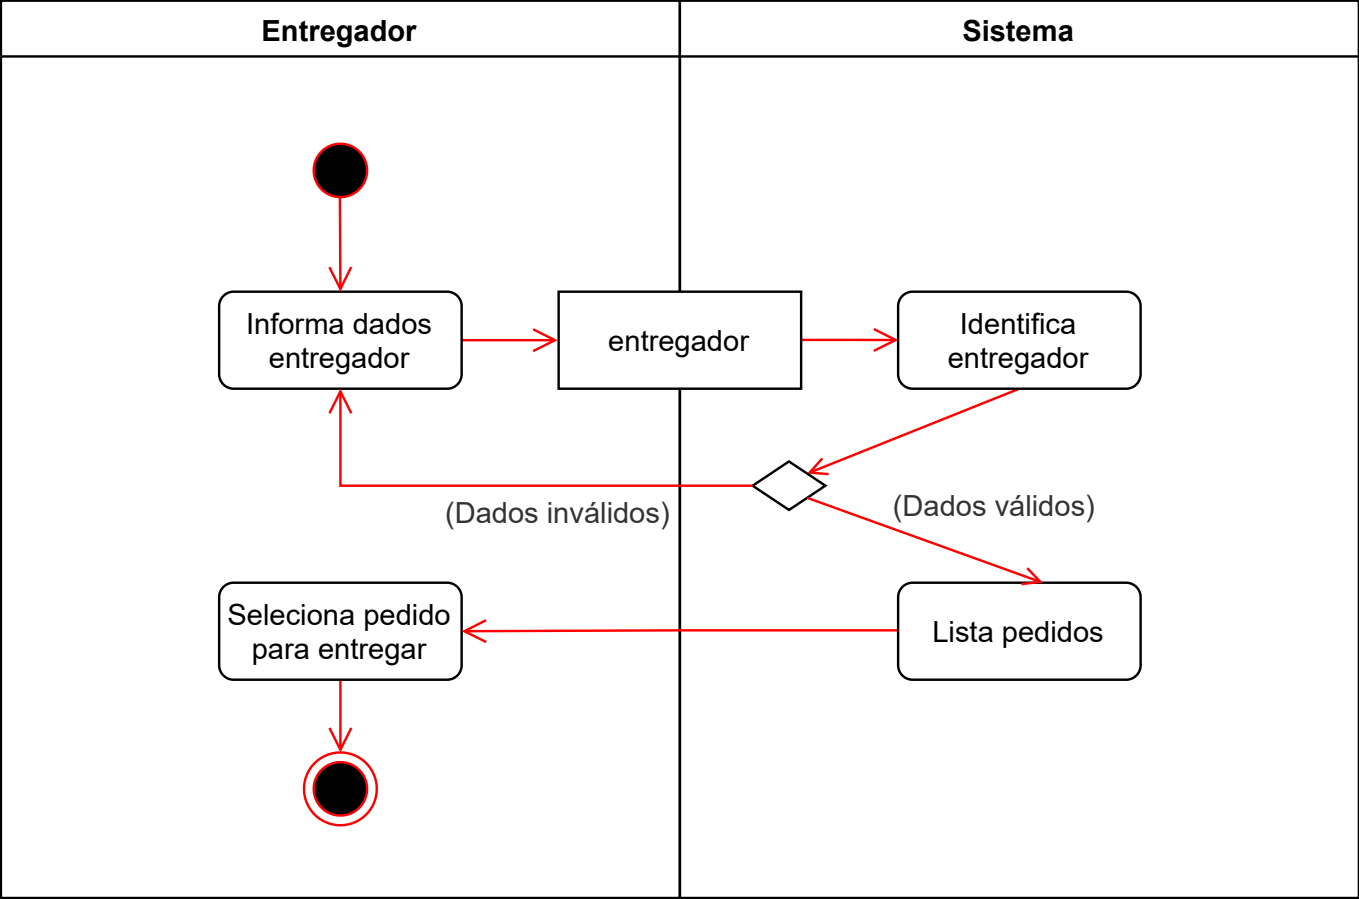 Entregador
Sistema
Informa dados
entregador
entregador
Identifica
entregador
(Dados inválidos)
(Dados válidos)
Seleciona pedido
para entregar
Lista pedidos